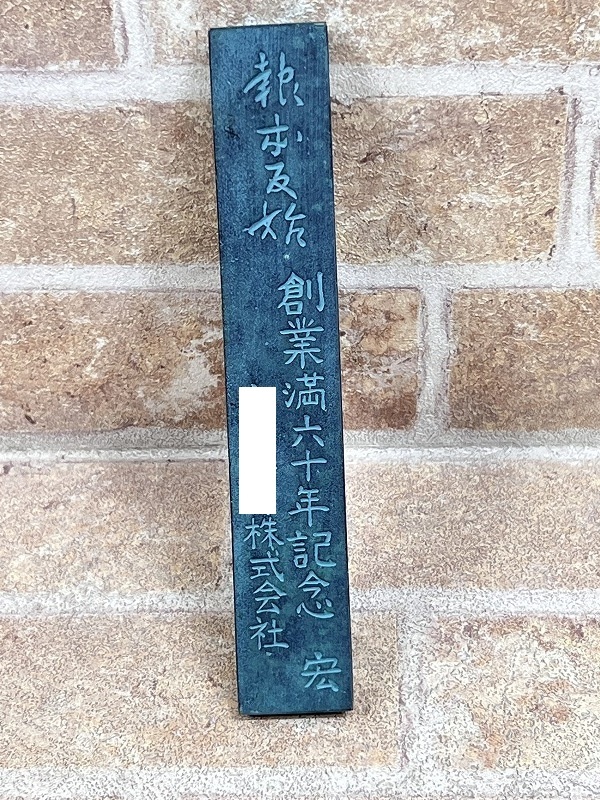 報本反始
創業満六十年記念 宏
株式会社